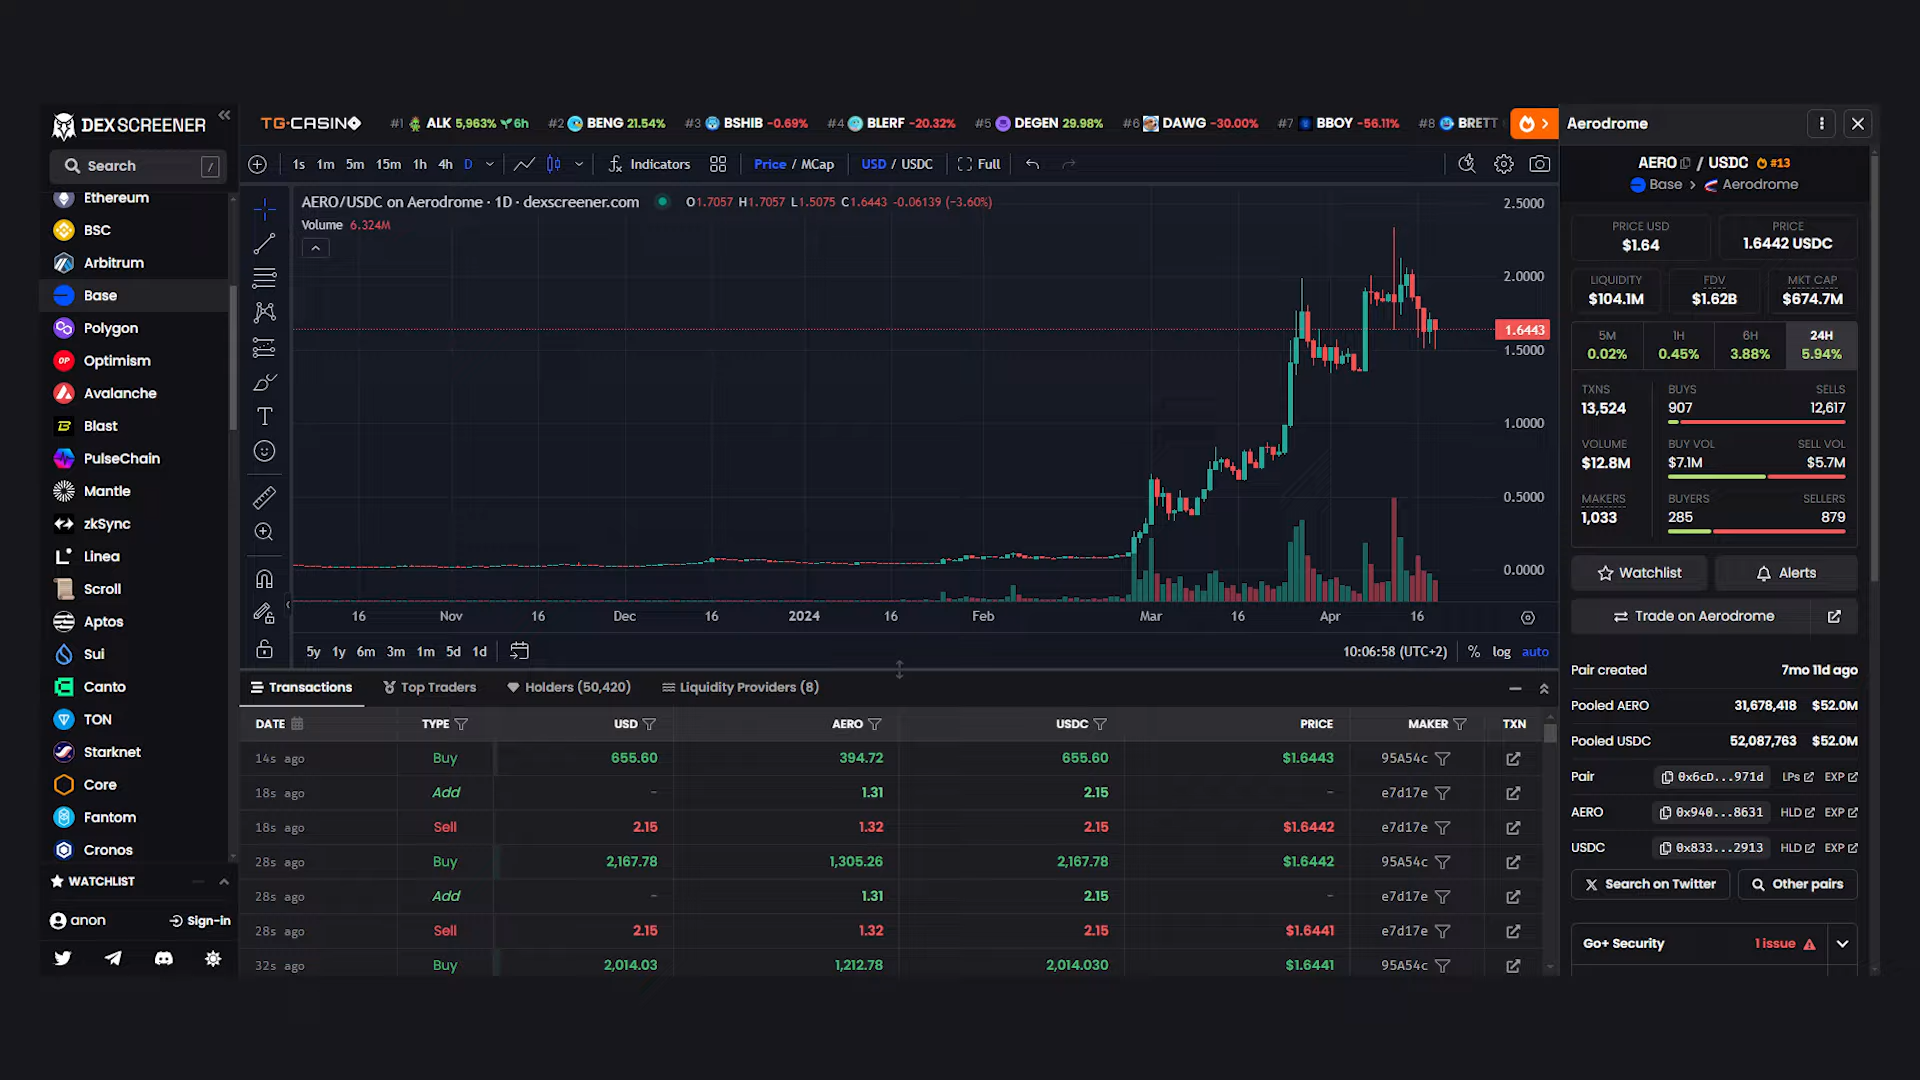 DEX SCREENER
Search /
Ethereum
BSC
Arbitrum
Base
Polygon
Optimism
Avalanche
Blast
PulseChain
Mantle
zkSync
Linea
Scroll
Aptos
Sui
Canto
TON
Starknet
Core
Fantom
Cronos
WATCHLIST
anon Sign-in
TG.CASINO #1 ALK 5,963% 6h #2 BENG 21.54% #3 BSHIB -0.69% #4 BLERF -20.32% #5 DEGEN 29.98% #6 DAWG -30.00% #7 BBOY -56.11% #8 BRETT
1s 1m 5m 15m 1h 4h D Indicators Price / MCap USD / USDC Full
AERO/USDC on Aerodrome · 1D · dexscreener.com O1.7057 H1.7057 L1.5075 C1.6443 -0.06139 (-3.60%)
Volume 6.324M
2.5000
2.0000
1.6443
1.5000
1.0000
0.5000
0.0000
16 Nov 16 Dec 16 2024 16 Feb Mar 16 Apr 16
5y 1y 6m 3m 1m 5d 1d 10:06:58 (UTC+2) % log auto
Transactions Top Traders Holders (50,420) Liquidity Providers (8)
DATE TYPE USD AERO USDC PRICE MAKER TXN
14s ago Buy 655.60 394.72 655.60 $1.6443 95A54c
18s ago Add - 1.31 2.15 - e7d17e
18s ago Sell 2.15 1.32 2.15 $1.6442 e7d17e
28s ago Buy 2,167.78 1,305.26 2,167.78 $1.6442 95A54c
28s ago Add - 1.31 2.15 - e7d17e
28s ago Sell 2.15 1.32 2.15 $1.6441 e7d17e
32s ago Buy 2,014.03 1,212.78 2,014.030 $1.6441 95A54c
Aerodrome
AERO / USDC #13
Base > Aerodrome
PRICE USD PRICE
$1.64 1.6442 USDC
LIQUIDITY FDV MKT CAP
$104.1M $1.62B $674.7M
5M 1H 6H 24H
0.02% 0.45% 3.88% 5.94%
TXNS BUYS SELLS
13,524 907 12,617
VOLUME BUY VOL SELL VOL
$12.8M $7.1M $5.7M
MAKERS BUYERS SELLERS
1,033 285 879
Watchlist Alerts
Trade on Aerodrome
Pair created 7mo 11d ago
Pooled AERO 31,678,418 $52.0M
Pooled USDC 52,087,763 $52.0M
Pair 0x6cD...971d LPs EXP
AERO 0x940...8631 HLD EXP
USDC 0x833...2913 HLD EXP
Search on Twitter Other pairs
Go+ Security 1 issue